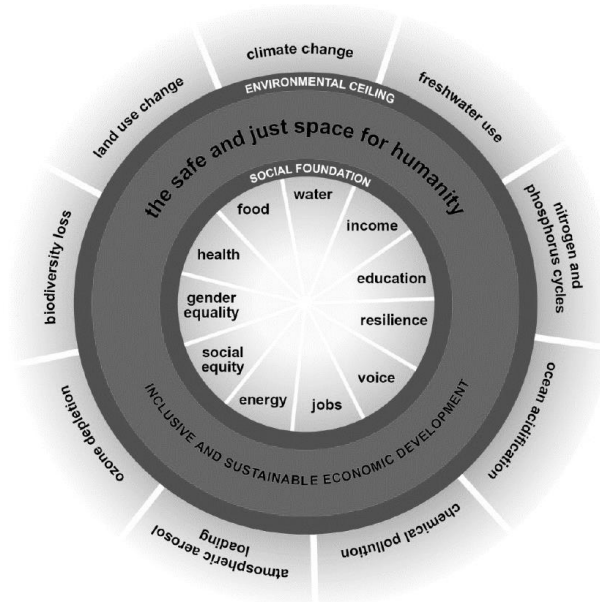 climate change
freshwater use
nitrogen and
phosphorus cycles
ocean acidification
chemical pollution
atmospheric aerosol
loading
ozone depletion
biodiversity loss
land use change
ENVIRONMENTAL CEILING
the safe and just space for humanity
SOCIAL FOUNDATION
water
income
education
resilience
voice
jobs
energy
social
equity
gender
equality
health
food
INCLUSIVE AND SUSTAINABLE ECONOMIC DEVELOPMENT